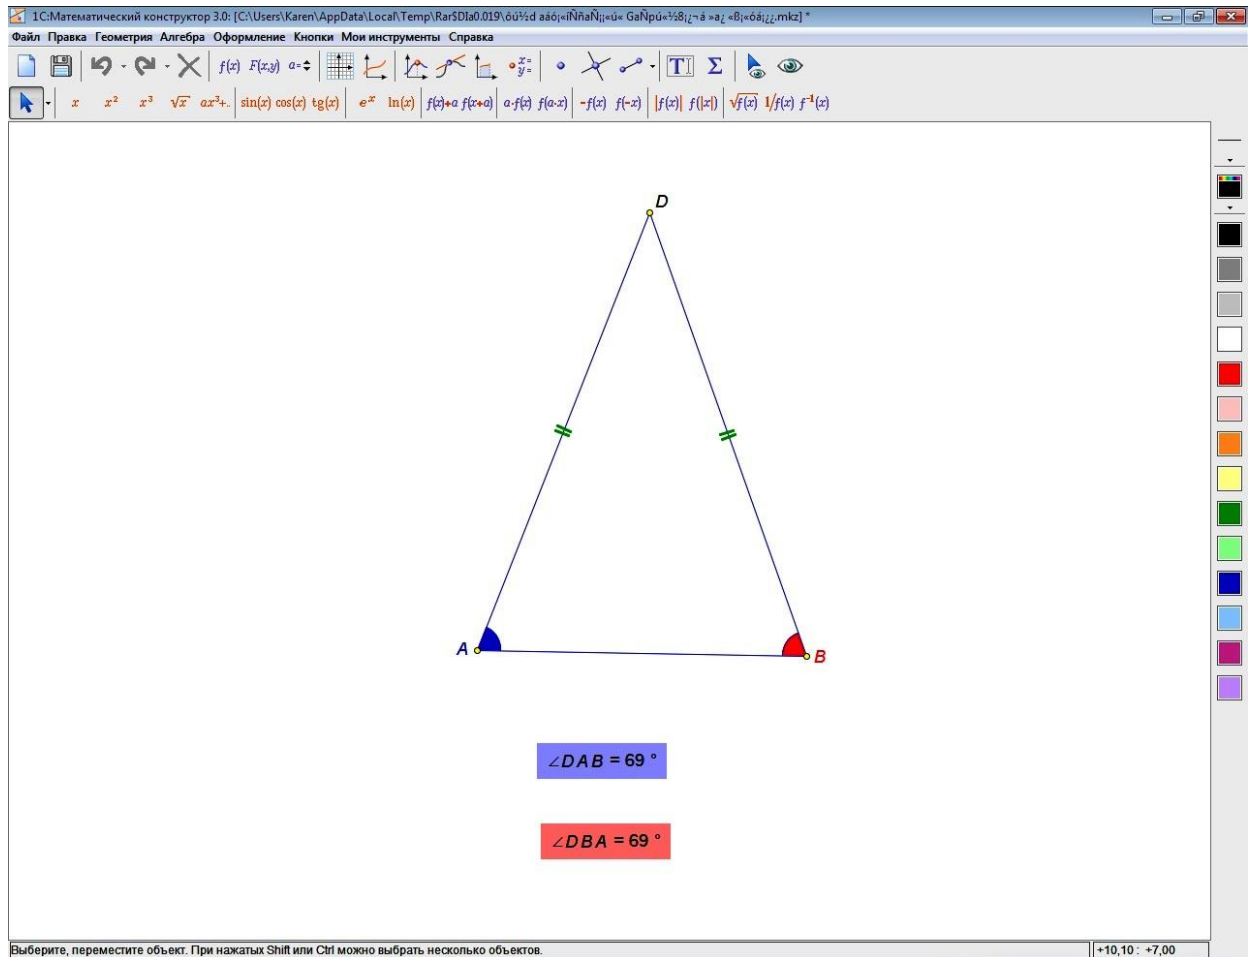 1С:Математический конструктор 3.0: [C:\Users\Karen\AppData\Local\Temp\Rar$DIa0.019\
Файл Правка Геометрия Алгебра Оформление Кнопки Мои инструменты Справка
f(x) F(x,y) a= x= y= T Σ
x x² x³ √x ax³+.. sin(x) cos(x) tg(x) eˣ ln(x) f(x)+a f(x+a) a·f(x) f(a·x) -f(x) f(-x) |f(x)| f(|x|) √f(x) 1/f(x) f⁻¹(x)
D
A
B
∠DAB = 69 °
∠DBA = 69 °
Выберите, переместите объект. При нажатых Shift или Ctrl можно выбрать несколько объектов.
+10,10 : +7,00